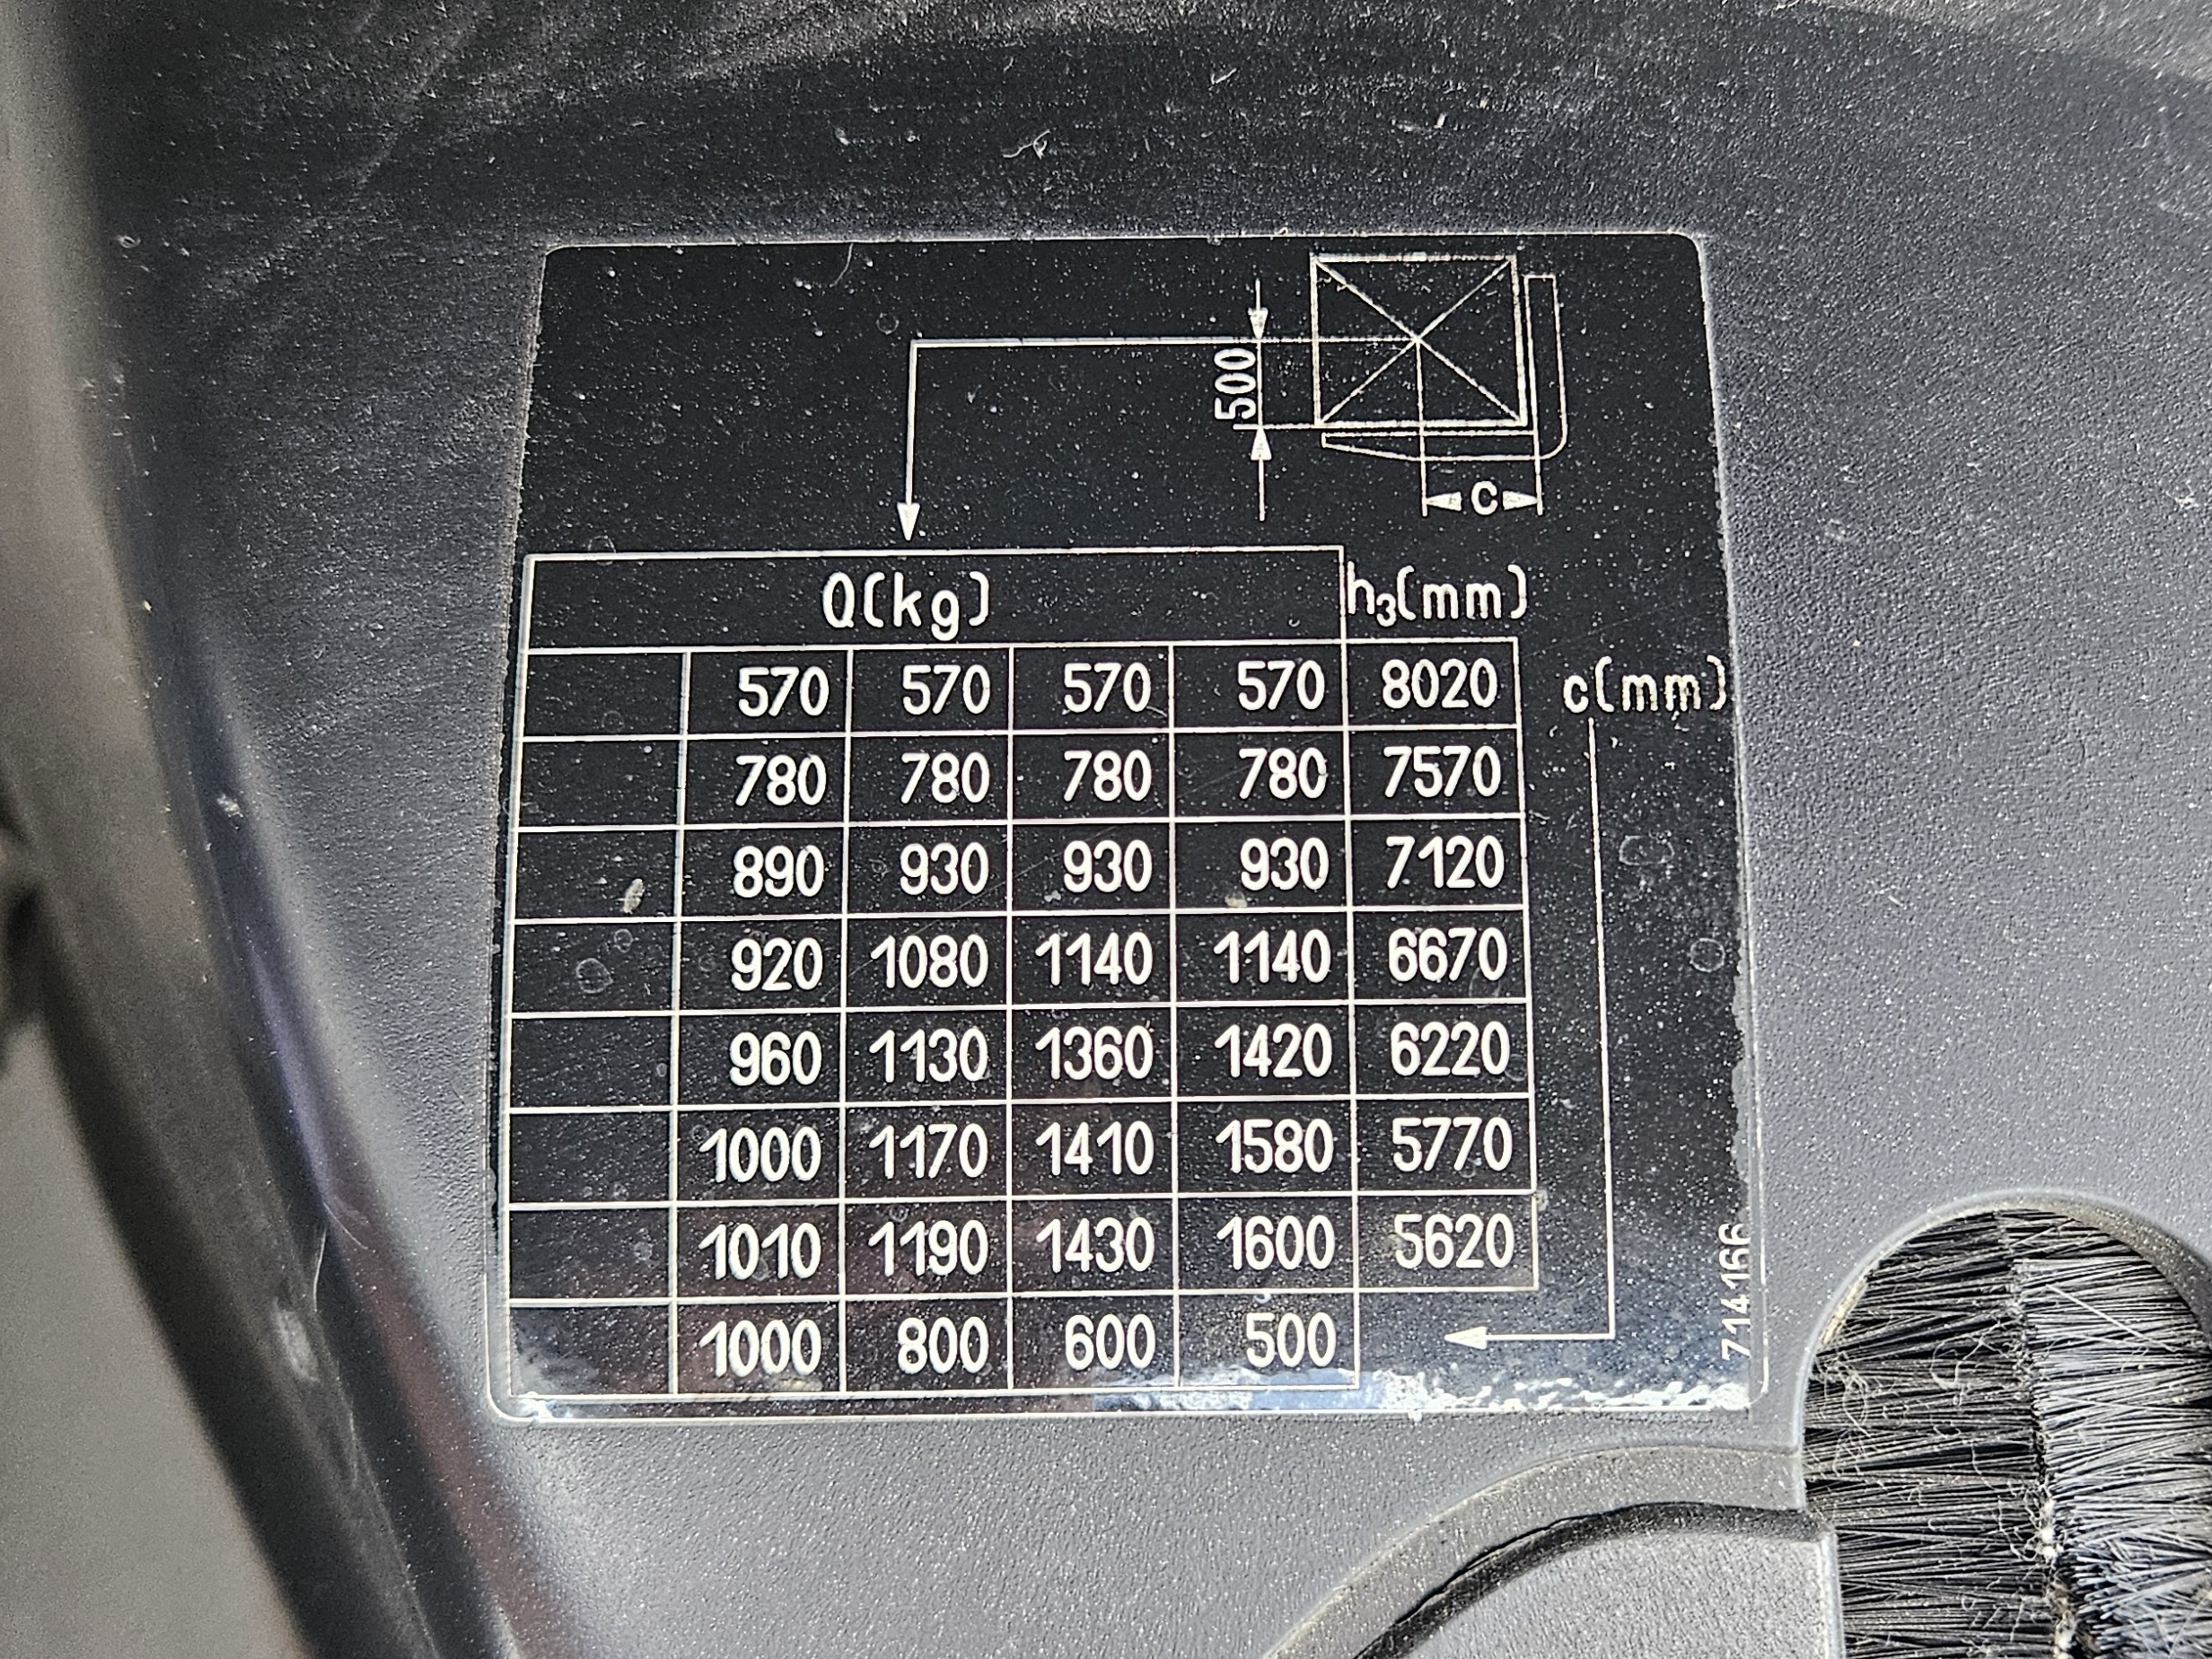 500
C
Q(kg) h₃(mm)
570 570 570 570 8020 c(mm)
780 780 780 780 7570
890 930 930 930 7120
920 1080 1140 1140 6670
960 1130 1360 1420 6220
1000 1170 1410 1580 5770
1010 1190 1430 1600 5620
1000 800 600 500
714166